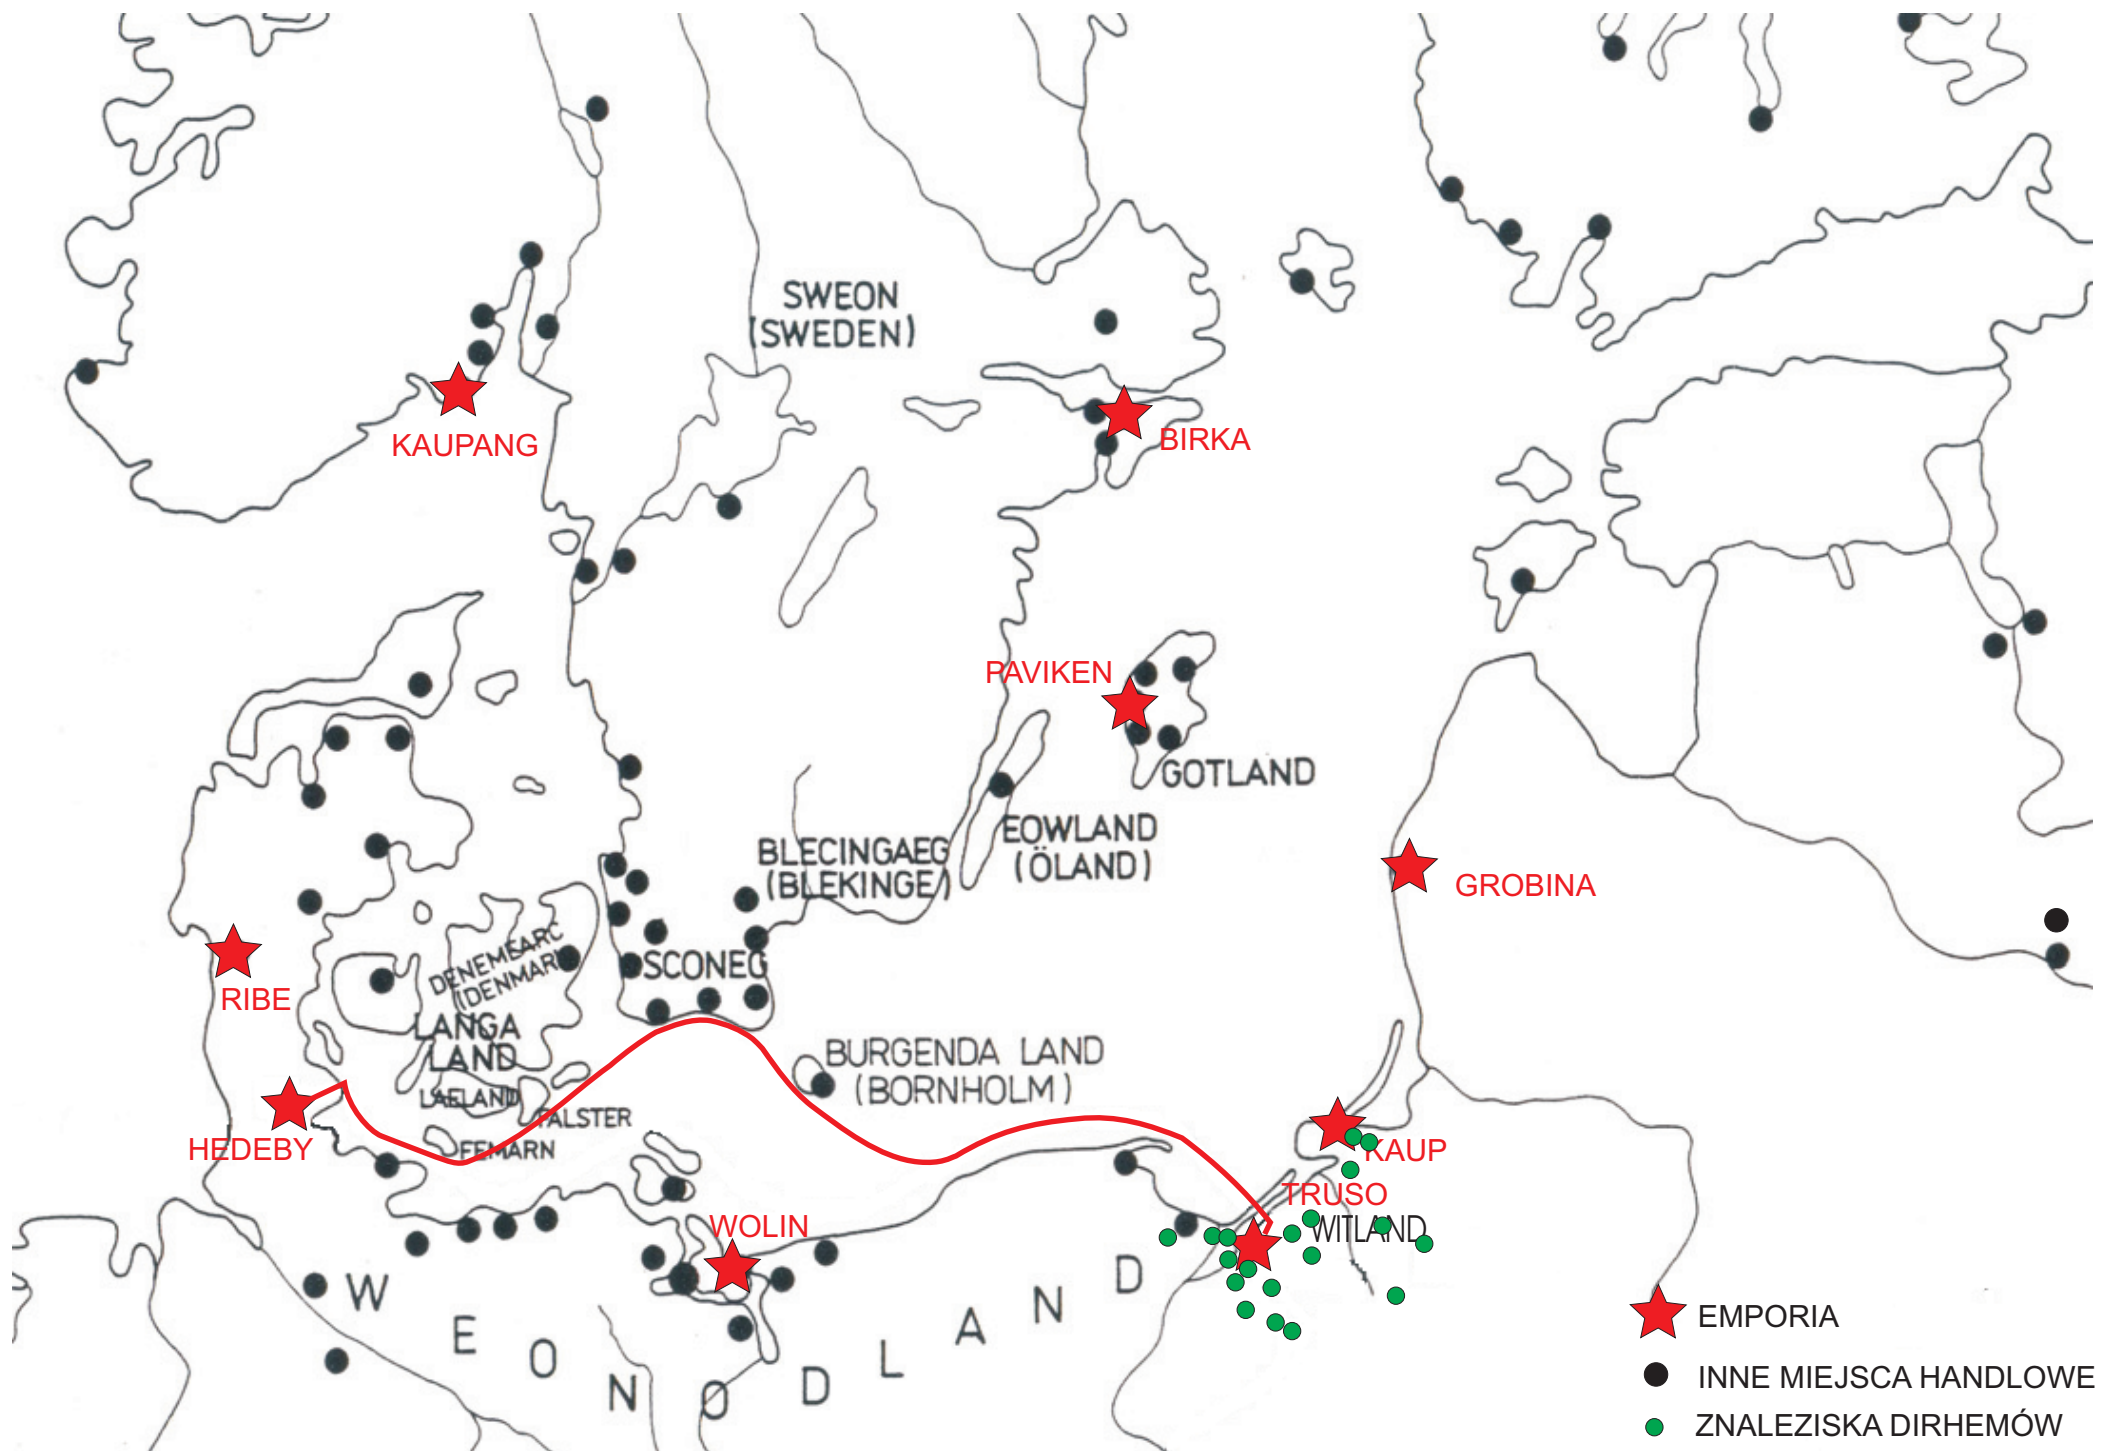 SWEON
(SWEDEN)
KAUPANG
BIRKA
PAVIKEN
GOTLAND
EOWLAND
(ÖLAND)
BLECINGAEG
(BLEKINGE)
GROBINA
DENEMEARC
(DENMARK
SCONEG
RIBE
LANGA
LAND
BURGENDA LAND
(BORNHOLM)
LAELAND
FALSTER
HEDEBY
FEMARN
KAUP
TRUSO
WITLAND
WOLIN
WEONODLAND
EMPORIA
INNE MIEJSCA HANDLOWE
ZNALEZISKA DIRHEMÓW